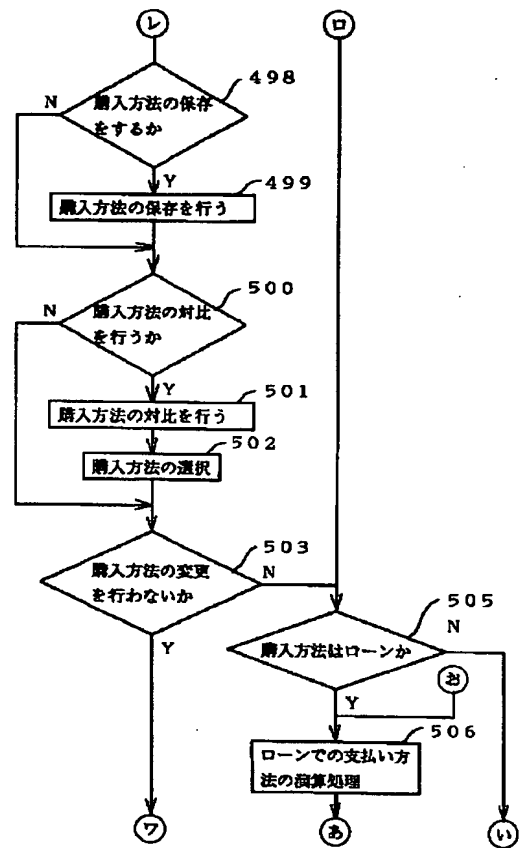 レ
ロ
498
N
購入方法の保存
をするか
Y
499
購入方法の保存を行う
500
N
購入方法の対比
を行うか
Y
501
購入方法の対比を行う
502
購入方法の選択
503
購入方法の変更
を行わないか
N
Y
505
N
購入方法はローンか
お
Y
506
ローンでの支払い方
法の演算処理
ワ
あ
い